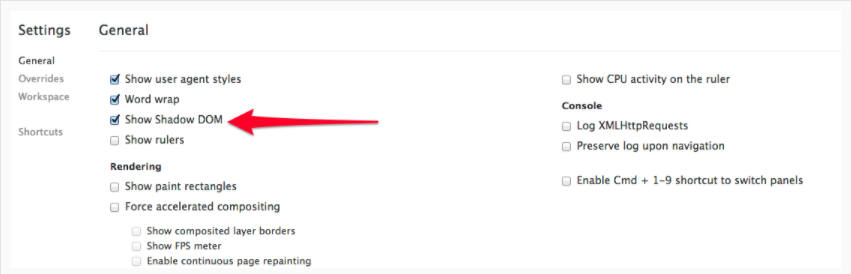 Settings
General
Overrides
Workspace
Shortcuts
General
Show user agent styles
Word wrap
Show Shadow DOM
Show rulers
Rendering
Show paint rectangles
Force accelerated compositing
Show composited layer borders
Show FPS meter
Enable continuous page repainting
Show CPU activity on the ruler
Console
Log XMLHttpRequests
Preserve log upon navigation
Enable Cmd + 1-9 shortcut to switch panels